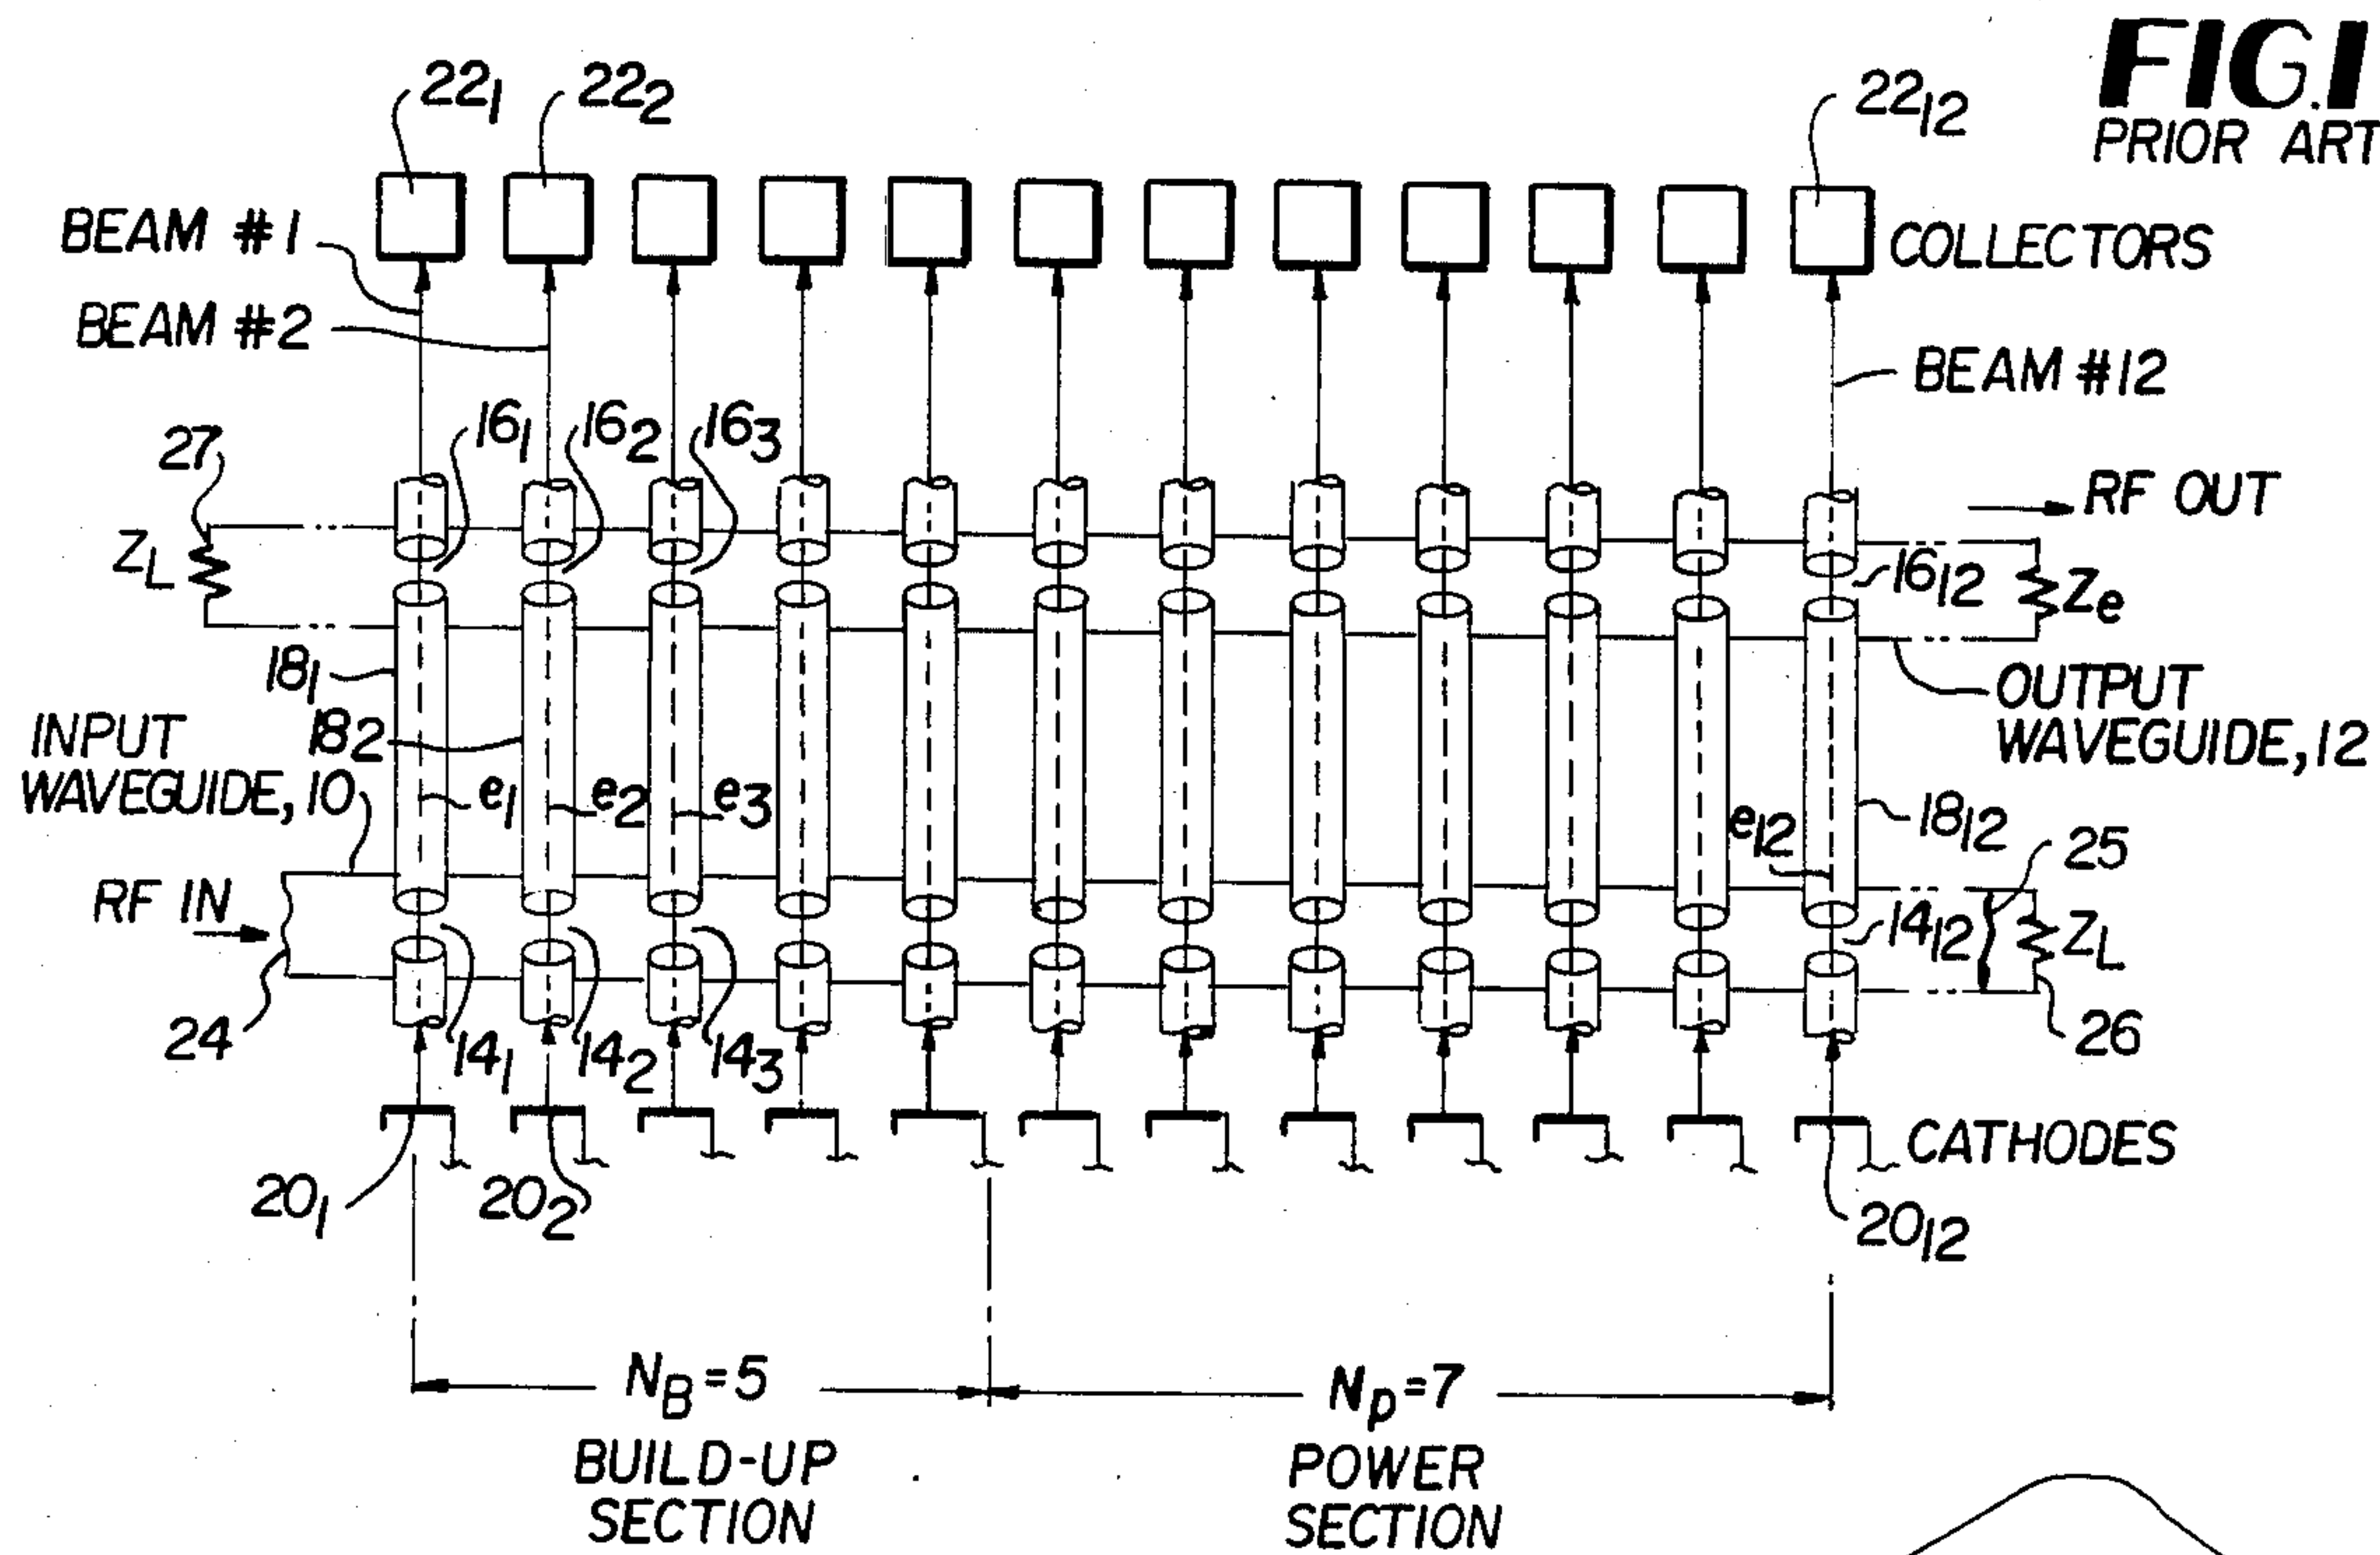 FIG.1
PRIOR ART
22₁
22₂
22₁₂
BEAM #1
COLLECTORS
BEAM #2
BEAM #12
27
16₁
16₂
16₃
RF OUT
Z_L
16₁₂
Z_e
18₁
OUTPUT
WAVEGUIDE, 12
INPUT
WAVEGUIDE, 10
18₂
e₁
e₂
e₃
e₁₂
18₁₂
25
RF IN
14₁₂
Z_L
24
14₁
14₂
14₃
26
CATHODES
20₁
20₂
20₁₂
N_B=5
N_p=7
BUILD-UP
SECTION
POWER
SECTION